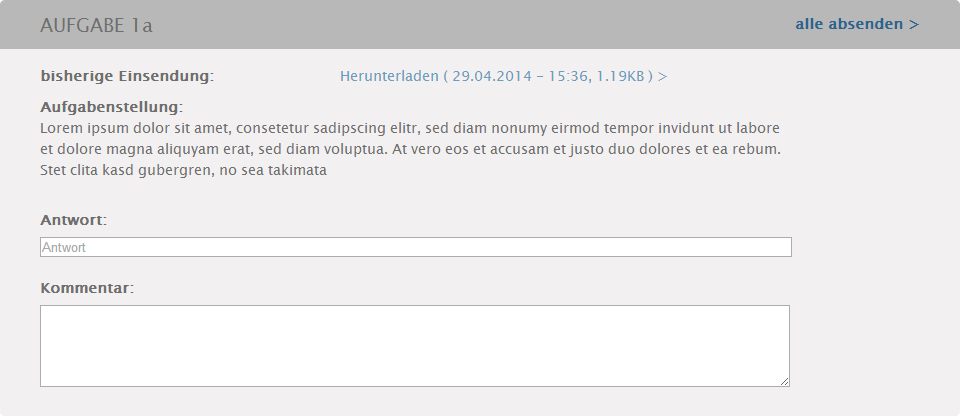 AUFGABE 1a
alle absenden >
bisherige Einsendung:
Herunterladen ( 29.04.2014 - 15:36, 1.19KB ) >
Aufgabenstellung:
Lorem ipsum dolor sit amet, consetetur sadipscing elitr, sed diam nonumy eirmod tempor invidunt ut labore
et dolore magna aliquyam erat, sed diam voluptua. At vero eos et accusam et justo duo dolores et ea rebum.
Stet clita kasd gubergren, no sea takimata
Antwort:
Antwort
Kommentar: